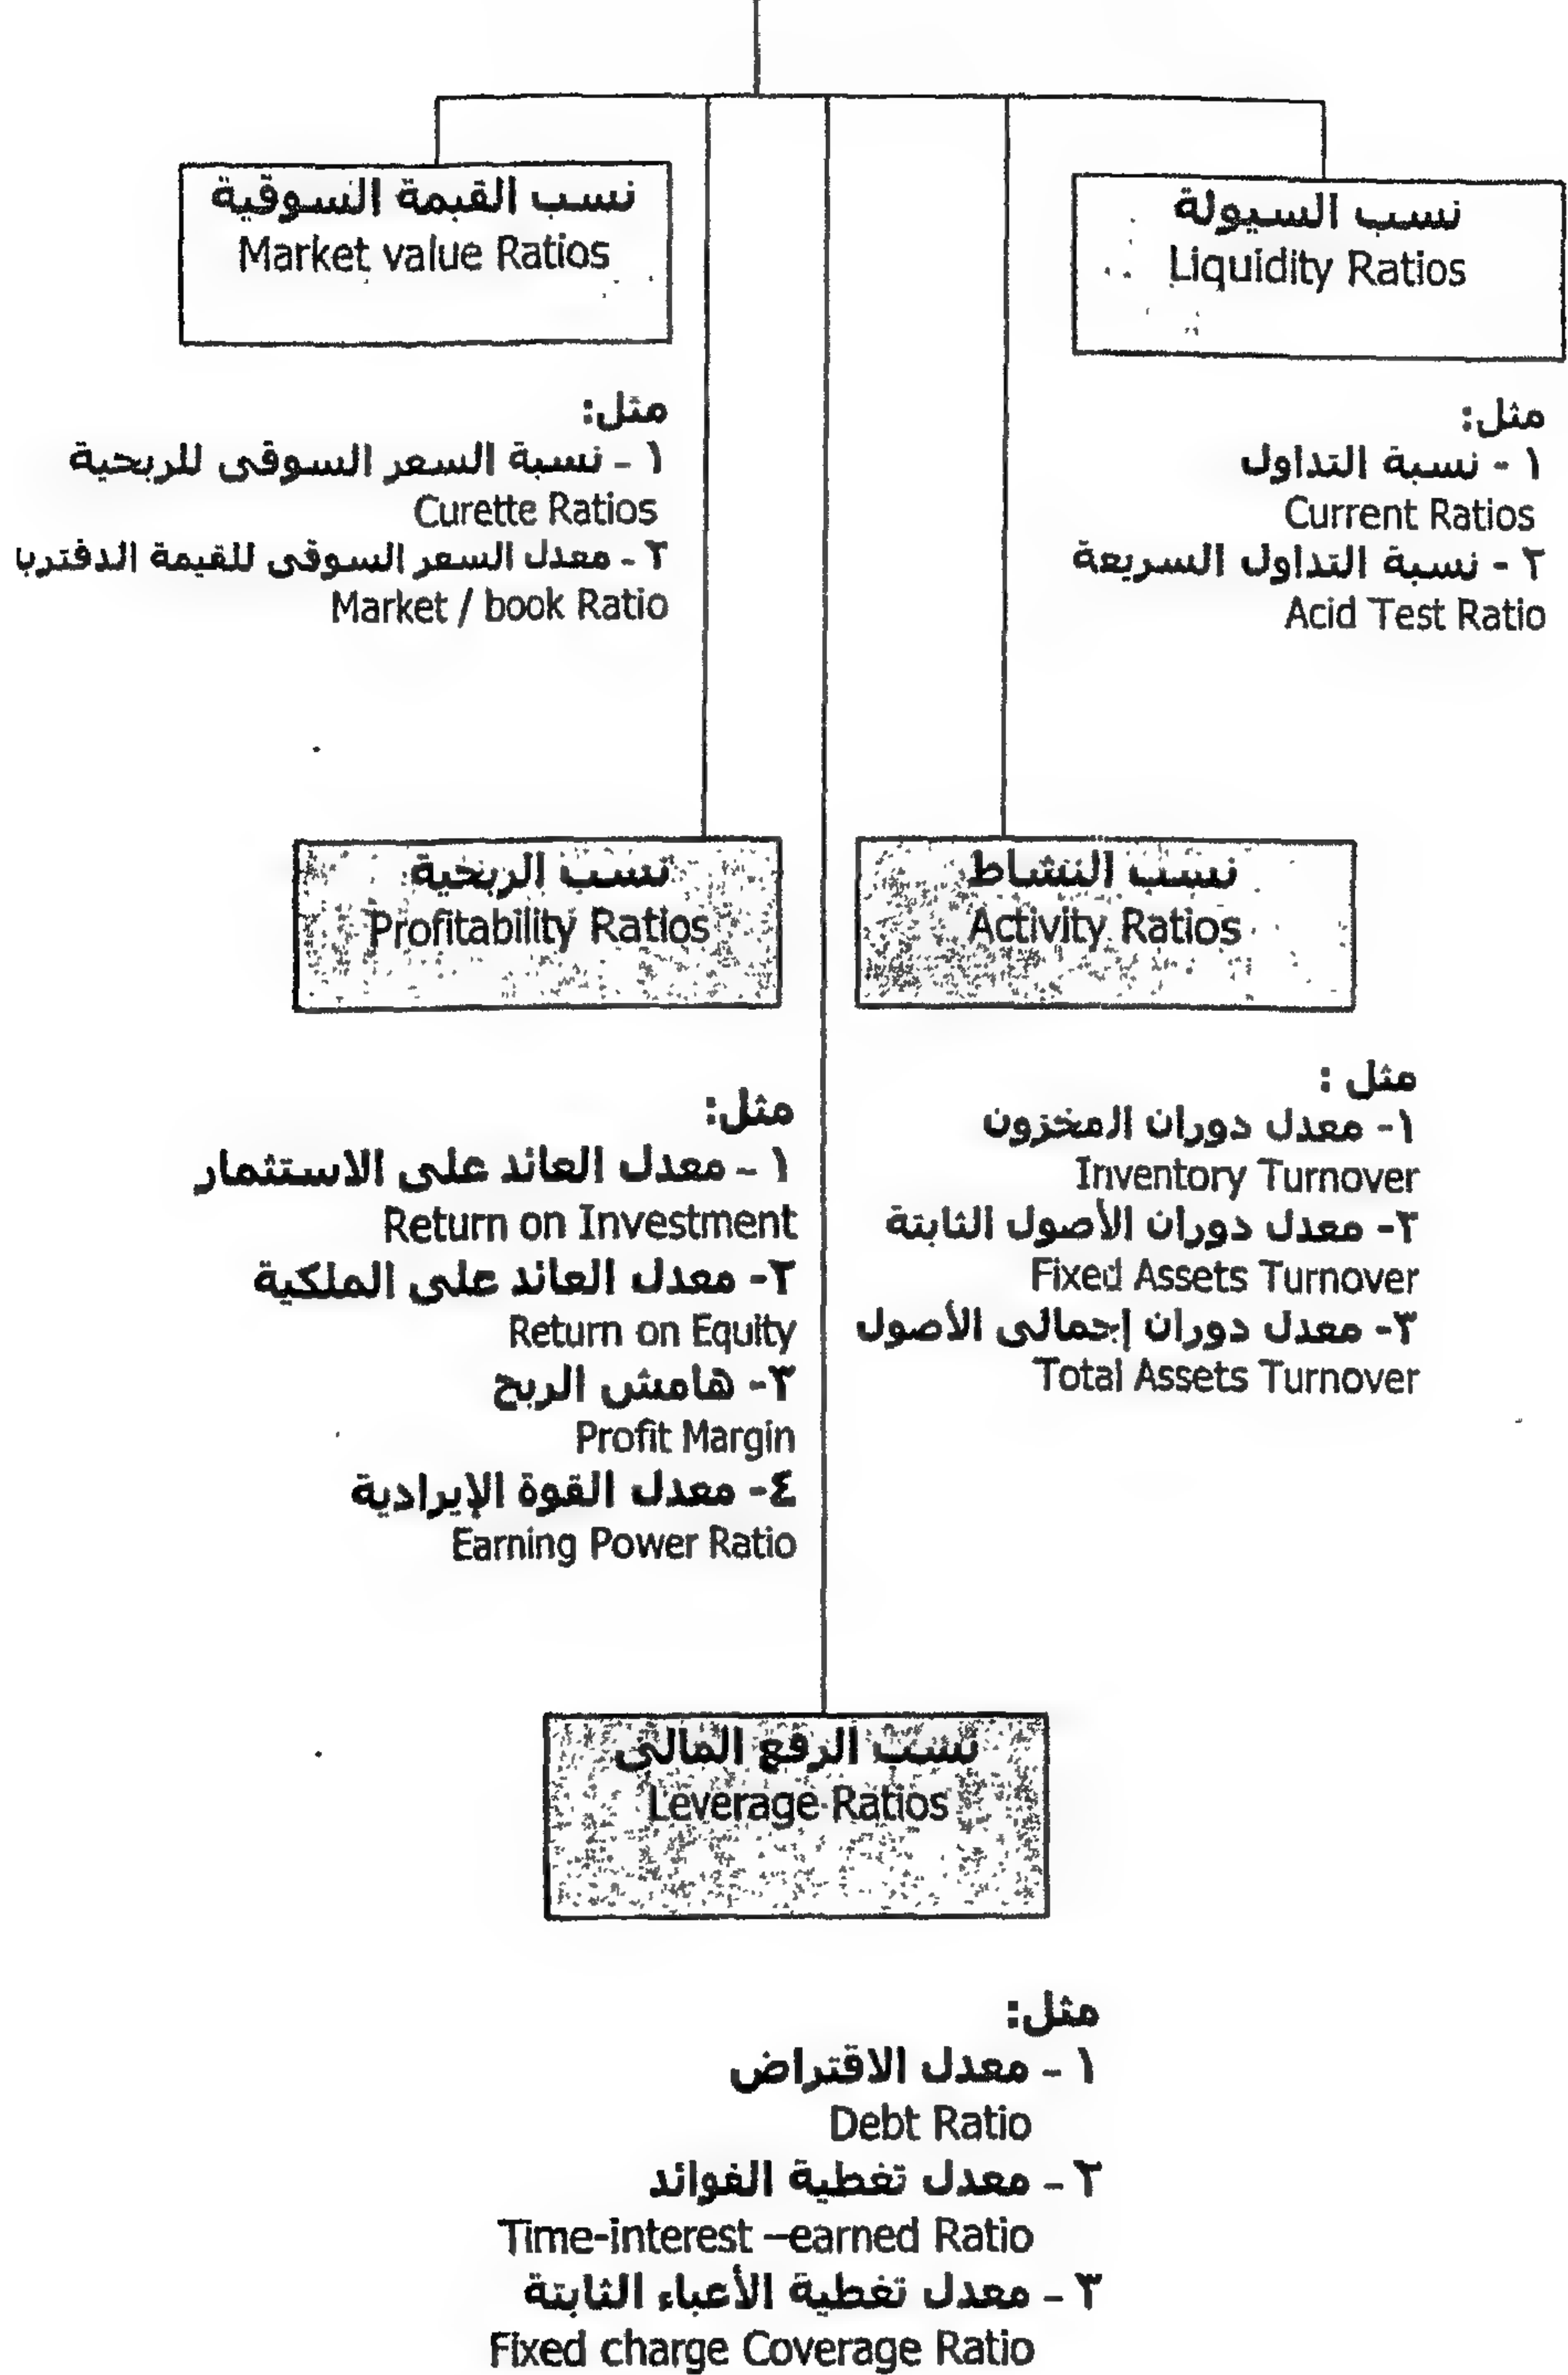 نسب السيولة
Liquidity Ratios
مثل:
١ - نسبة التداول
Current Ratios
٢ - نسبة التداول السريعة
Acid Test Ratio
نسب القيمة السوقية
Market value Ratios
مثل:
١ - نسبة السعر السوقى للربحية
Curette Ratios
٢ - معدل السعر السوقى للقيمة
Market / book Ratio
نسب النشاط
Activity Ratios
مثل :
١- معدل دوران المخزون
Inventory Turnover
٢- معدل دوران الأصول الثابتة
Fixed Assets Turnover
٣- معدل دوران إجمالى الأصول
Total Assets Turnover
نسب الربحية
Profitability Ratios
مثل:
١ - معدل العائد على الاستثمار
Return on Investment
٢- معدل العائد على الملكية
Return on Equity
٣- هامش الربح
Profit Margin
٤- معدل القوة الإيرادية
Earning Power Ratio
نسب الرفع المالى
Leverage Ratios
مثل:
١ - معدل الاقتراض
Debt Ratio
٢ - معدل تغطية الفوائد
Time-interest –earned Ratio
٣ - معدل تغطية الأعباء الثابتة
Fixed charge Coverage Ratio